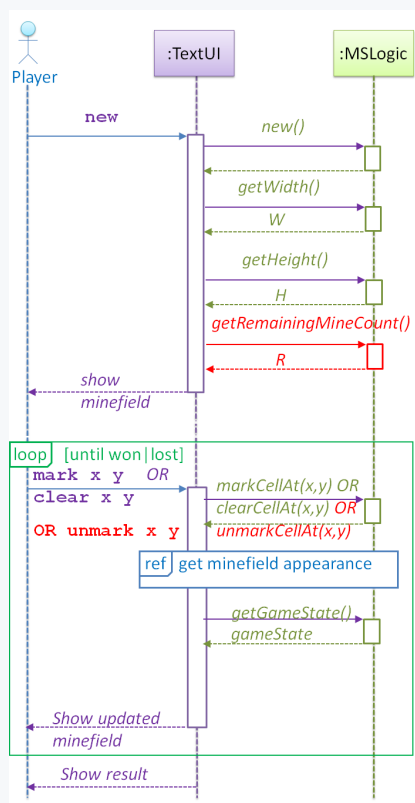 :TextUI
:MSLogic
Player
new
new()
getWidth()
W
getHeight()
H
getRemainingMineCount()
R
show
minefield
loop [until won|lost]
mark x y OR
clear x y
OR unmark x y
markCellAt(x,y) OR
clearCellAt(x,y) OR
unmarkCellAt(x,y)
ref get minefield appearance
getGameState()
gameState
Show updated
minefield
Show result